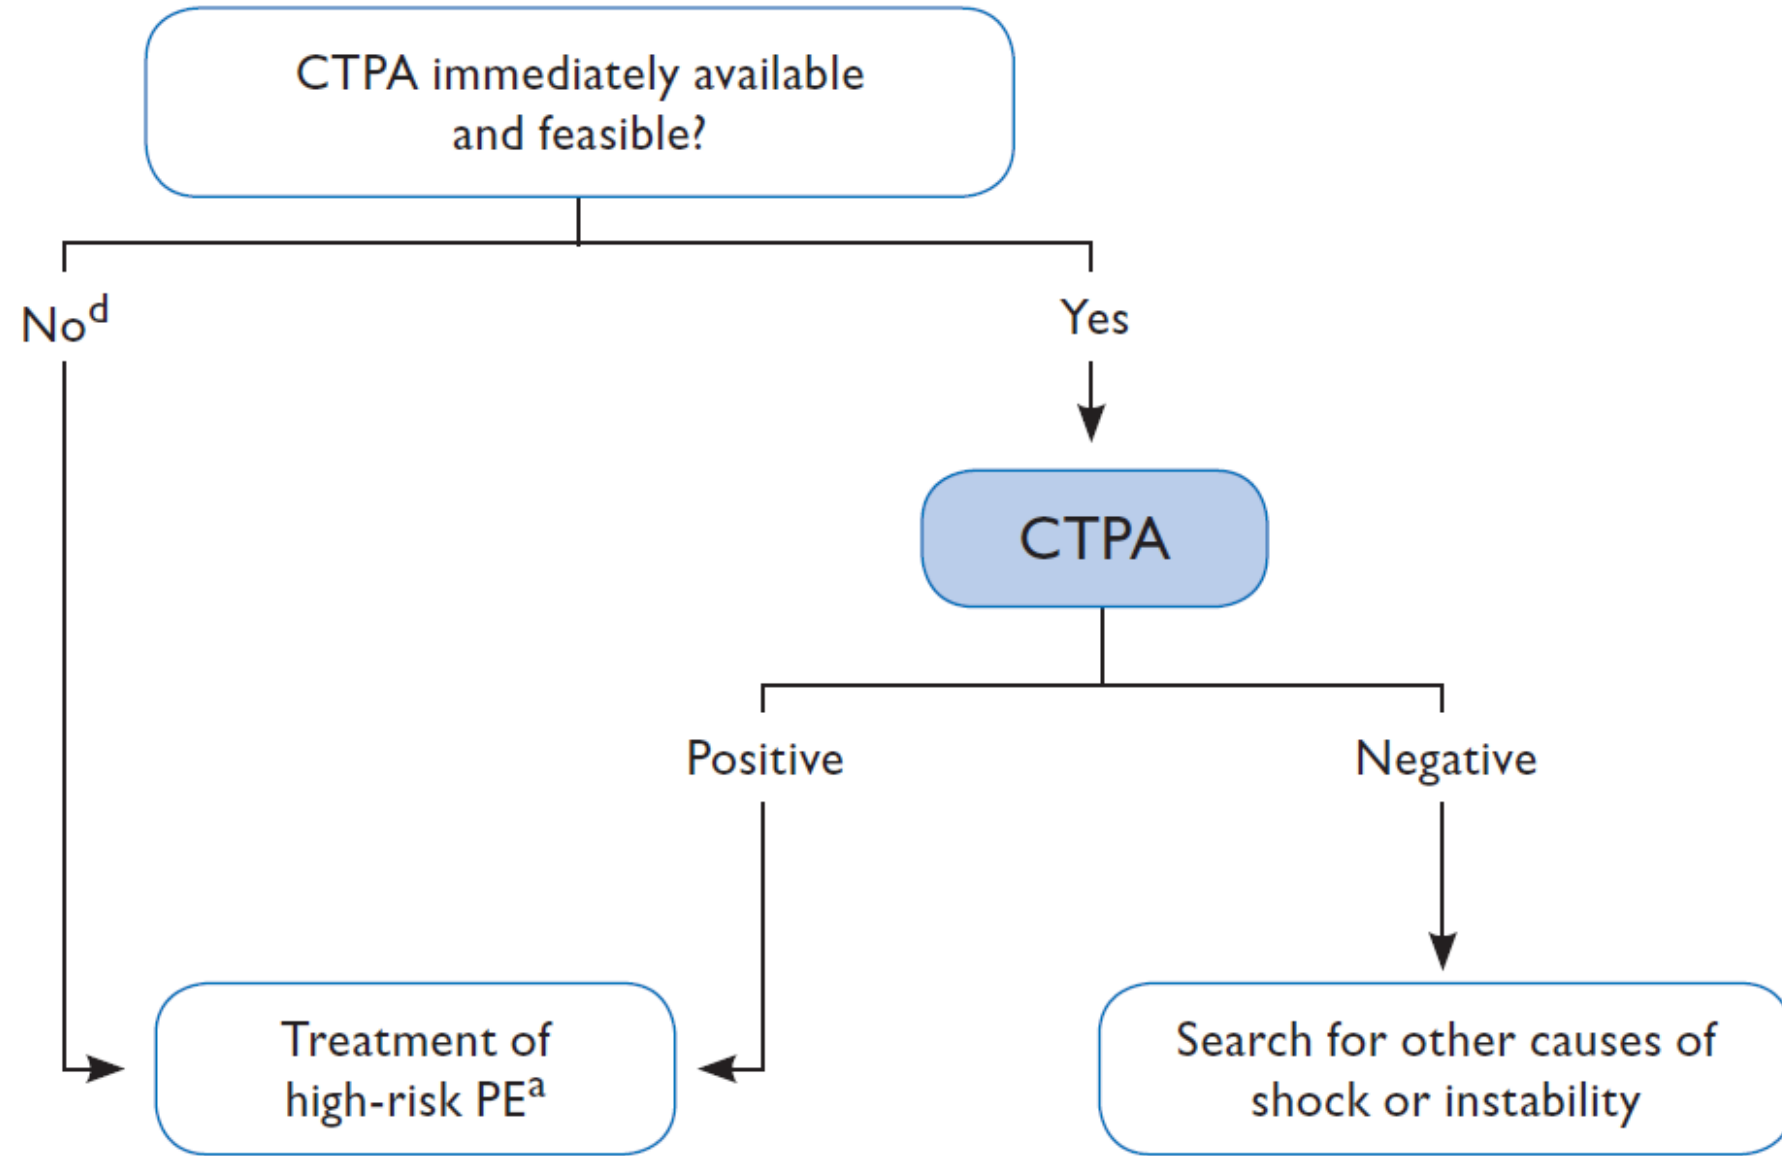 CTPA immediately available
and feasible?
Noᵈ
Yes
CTPA
Positive
Negative
Treatment of
high-risk PEᵃ
Search for other causes of
shock or instability